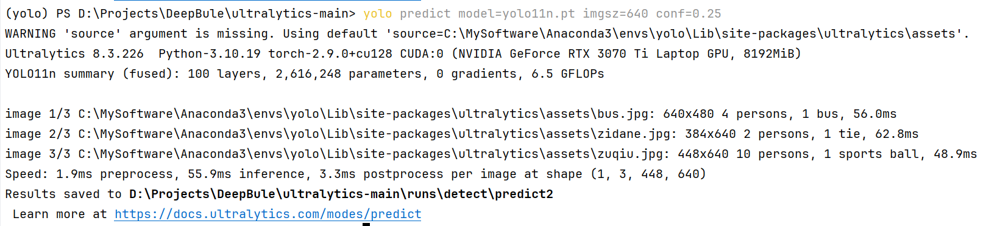 (yolo) PS D:\Projects\DeepBule\ultralytics-main> yolo predict model=yolo11n.pt imgsz=640 conf=0.25
WARNING 'source' argument is missing. Using default 'source=C:\MySoftware\Anaconda3\envs\yolo\Lib\site-packages\ultralytics\assets'.
Ultralytics 8.3.226  Python-3.10.19 torch-2.9.0+cu128 CUDA:0 (NVIDIA GeForce RTX 3070 Ti Laptop GPU, 8192MiB)
YOLO11n summary (fused): 100 layers, 2,616,248 parameters, 0 gradients, 6.5 GFLOPs
image 1/3 C:\MySoftware\Anaconda3\envs\yolo\Lib\site-packages\ultralytics\assets\bus.jpg: 640x480 4 persons, 1 bus, 56.0ms
image 2/3 C:\MySoftware\Anaconda3\envs\yolo\Lib\site-packages\ultralytics\assets\zidane.jpg: 384x640 2 persons, 1 tie, 62.8ms
image 3/3 C:\MySoftware\Anaconda3\envs\yolo\Lib\site-packages\ultralytics\assets\zuqiu.jpg: 448x640 10 persons, 1 sports ball, 48.9ms
Speed: 1.9ms preprocess, 55.9ms inference, 3.3ms postprocess per image at shape (1, 3, 448, 640)
Results saved to D:\Projects\DeepBule\ultralytics-main\runs\detect\predict2
Learn more at https://docs.ultralytics.com/modes/predict